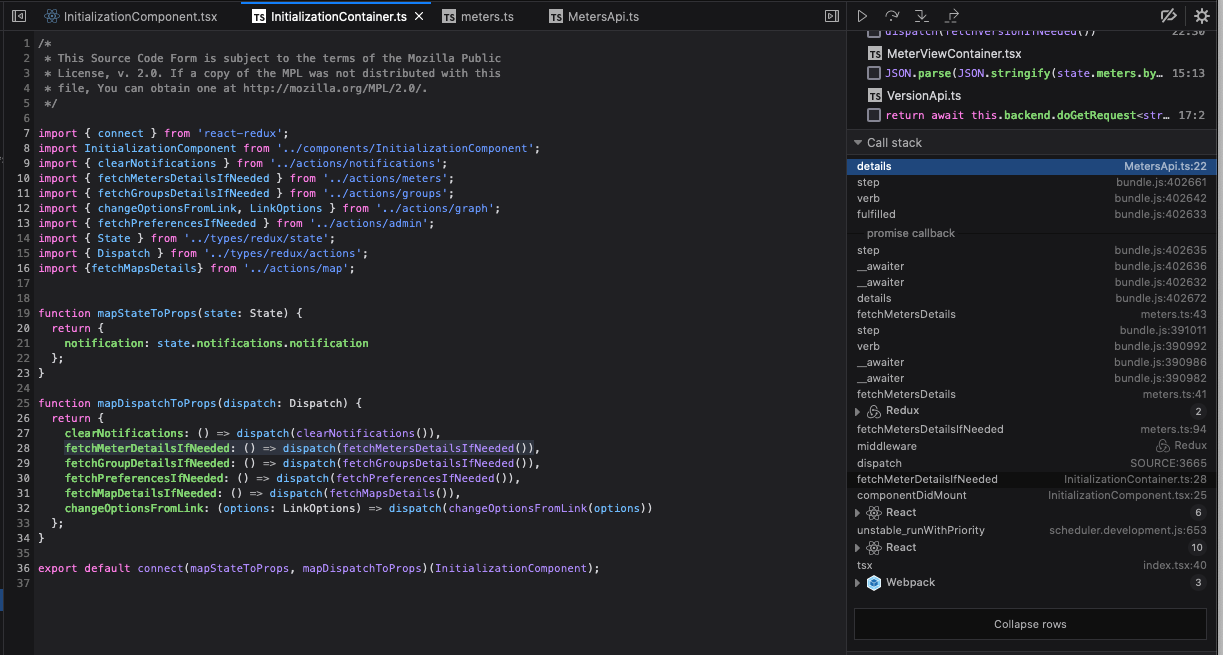 InitializationComponent.tsx
TS InitializationContainer.ts
TS meters.ts
TS MetersApi.ts
1 /*
2 * This Source Code Form is subject to the terms of the Mozilla Public
3 * License, v. 2.0. If a copy of the MPL was not distributed with this
4 * file, You can obtain one at http://mozilla.org/MPL/2.0/.
5 */
6
7 import { connect } from 'react-redux';
8 import InitializationComponent from '../components/InitializationComponent';
9 import { clearNotifications } from '../actions/notifications';
10 import { fetchMetersDetailsIfNeeded } from '../actions/meters';
11 import { fetchGroupsDetailsIfNeeded } from '../actions/groups';
12 import { changeOptionsFromLink, LinkOptions } from '../actions/graph';
13 import { fetchPreferencesIfNeeded } from '../actions/admin';
14 import { State } from '../types/redux/state';
15 import { Dispatch } from '../types/redux/actions';
16 import {fetchMapsDetails} from '../actions/map';
17
18
19 function mapStateToProps(state: State) {
20 return {
21 notification: state.notifications.notification
22 };
23 }
24
25 function mapDispatchToProps(dispatch: Dispatch) {
26 return {
27 clearNotifications: () => dispatch(clearNotifications()),
28 fetchMeterDetailsIfNeeded: () => dispatch(fetchMetersDetailsIfNeeded()),
29 fetchGroupDetailsIfNeeded: () => dispatch(fetchGroupsDetailsIfNeeded()),
30 fetchPreferencesIfNeeded: () => dispatch(fetchPreferencesIfNeeded()),
31 fetchMapDetailsIfNeeded: () => dispatch(fetchMapsDetails()),
32 changeOptionsFromLink: (options: LinkOptions) => dispatch(changeOptionsFromLink(options))
33 };
34 }
35
36 export default connect(mapStateToProps, mapDispatchToProps)(InitializationComponent);
37
dispatch(fetchVersionIfNeeded()) 22:30
TS MeterViewContainer.tsx
JSON.parse(JSON.stringify(state.meters.by… 15:13
TS VersionApi.ts
return await this.backend.doGetRequest<str… 17:2
Call stack
details MetersApi.ts:22
step bundle.js:402661
verb bundle.js:402642
fulfilled bundle.js:402633
promise callback
step bundle.js:402635
__awaiter bundle.js:402636
__awaiter bundle.js:402632
details bundle.js:402672
fetchMetersDetails meters.ts:43
step bundle.js:391011
verb bundle.js:390992
__awaiter bundle.js:390986
__awaiter bundle.js:390982
fetchMetersDetails meters.ts:41
Redux 2
fetchMetersDetailsIfNeeded meters.ts:94
middleware Redux
dispatch SOURCE:3665
fetchMeterDetailsIfNeeded InitializationContainer.ts:28
componentDidMount InitializationComponent.tsx:25
React 6
unstable_runWithPriority scheduler.development.js:653
React 10
tsx index.tsx:40
Webpack 3
Collapse rows